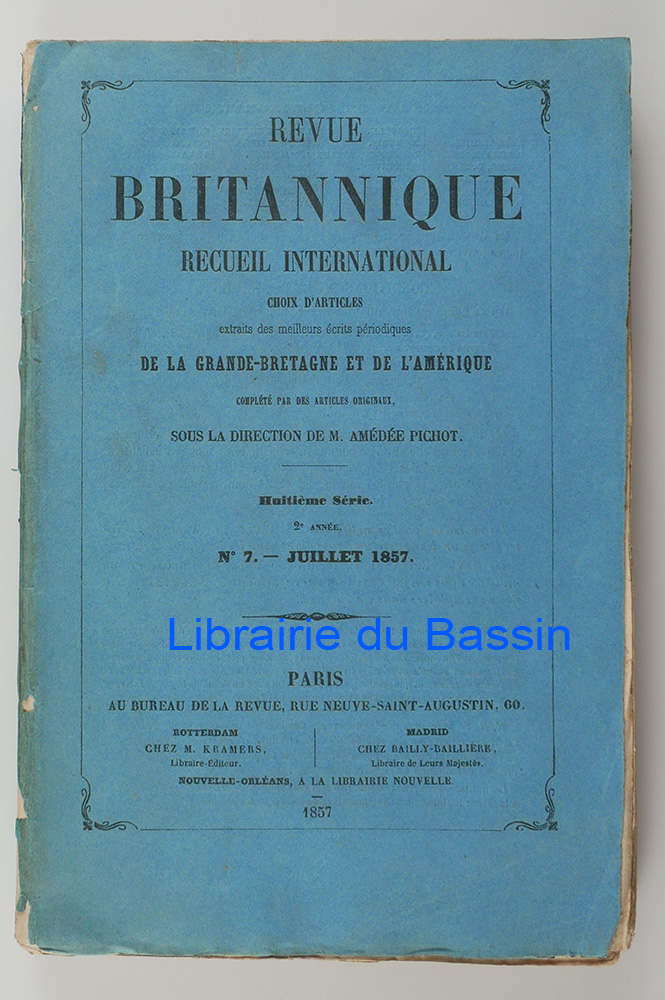 REVUE
BRITANNIQUE
RECUEIL INTERNATIONAL
CHOIX D'ARTICLES
extraits des meilleurs écrits périodiques
DE LA GRANDE-BRETAGNE ET DE L'AMÉRIQUE
COMPLÉTÉ PAR DES ARTICLES ORIGINAUX,
SOUS LA DIRECTION DE M. AMÉDÉE PICHOT.
Huitième Série.
2e ANNÉE.
N° 7. — JUILLET 1857.
Librairie du Bassin
PARIS
AU BUREAU DE LA REVUE, RUE NEUVE-SAINT-AUGUSTIN, 60.
ROTTERDAM
CHEZ M. KRAMERS,
Libraire-Éditeur.
MADRID
CHEZ BAILLY-BAILLIÈRE,
Libraire de Leurs Majestés.
NOUVELLE-ORLÉANS, A LA LIBRAIRIE NOUVELLE.
1857